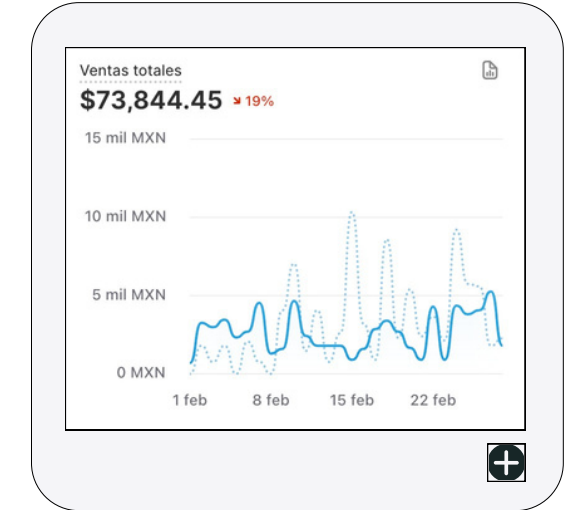 Ventas totales
$73,844.45 19%
15 mil MXN
10 mil MXN
5 mil MXN
0 MXN
1 feb 8 feb 15 feb 22 feb